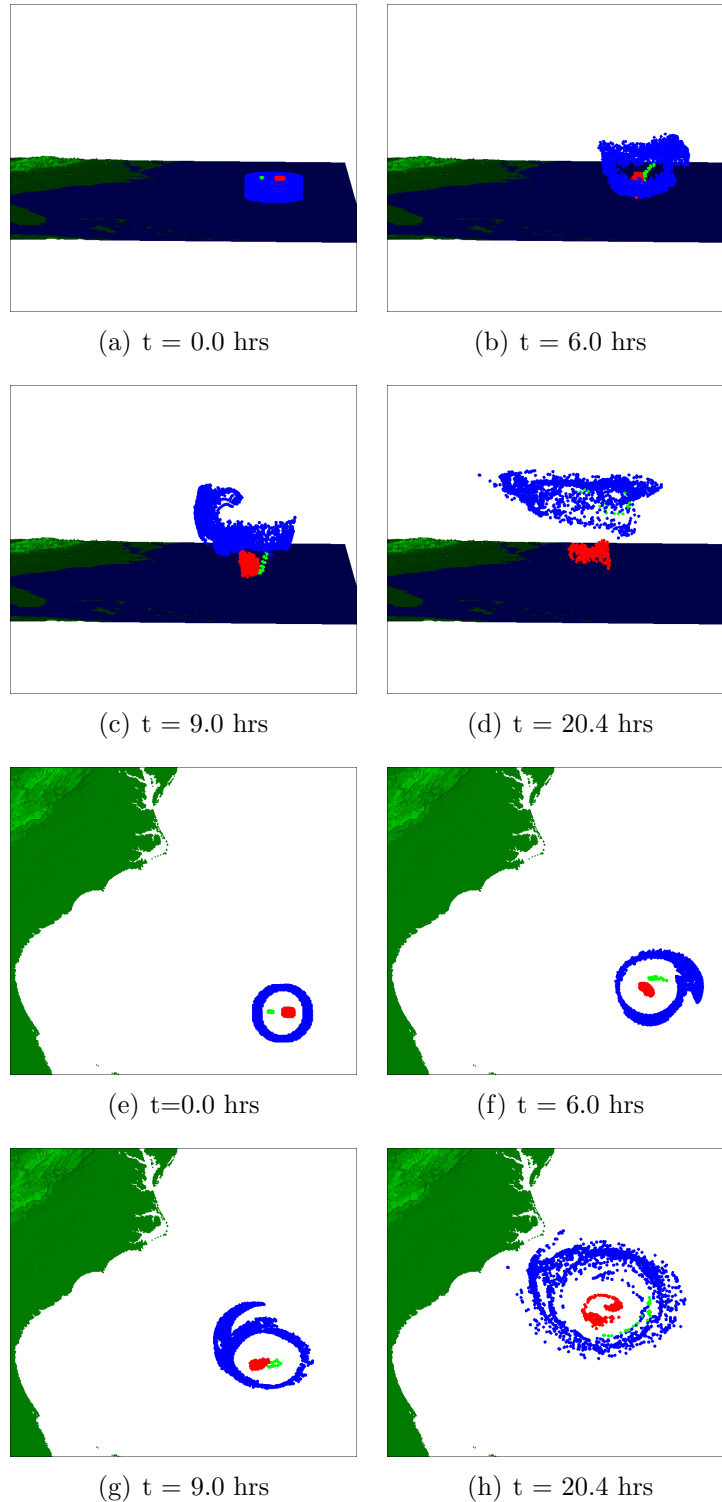 (a) t = 0.0 hrs
(b) t = 6.0 hrs
(c) t = 9.0 hrs
(d) t = 20.4 hrs
(e) t=0.0 hrs
(f) t = 6.0 hrs
(g) t = 9.0 hrs
(h) t = 20.4 hrs